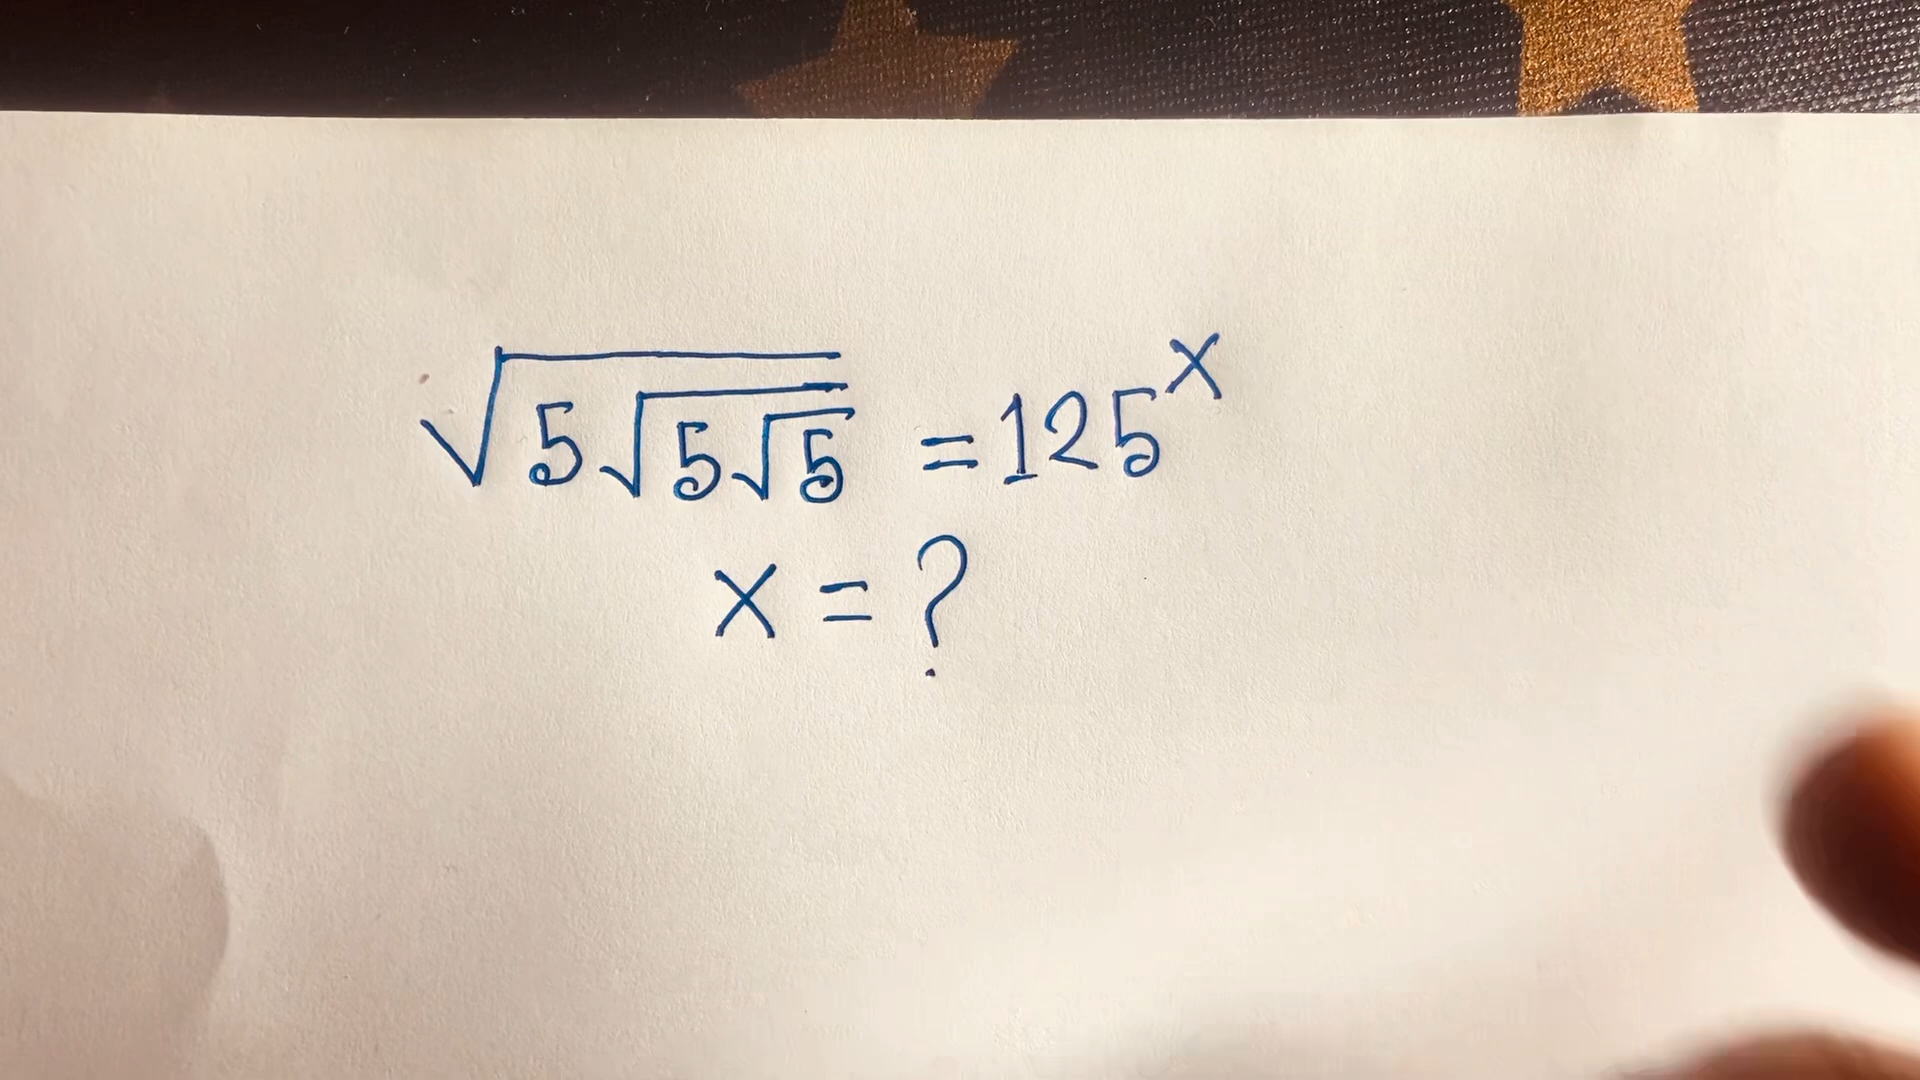 √(5√(5√5)) = 125^x
x = ?